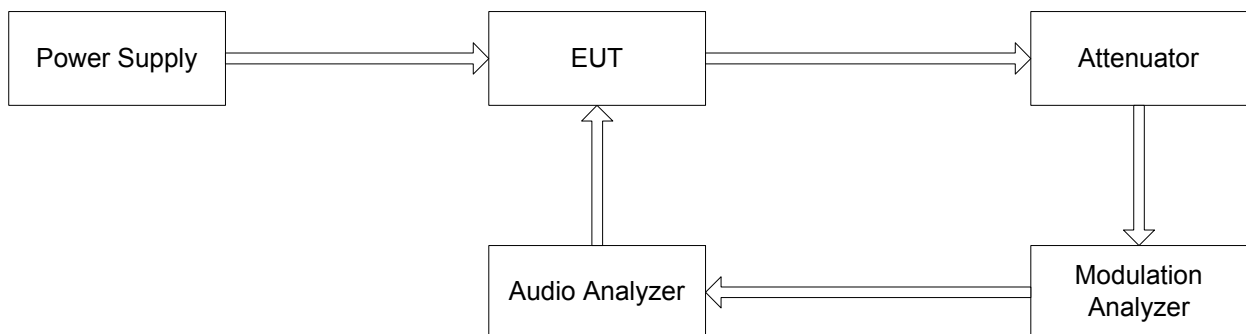 Power Supply
EUT
Attenuator
Audio Analyzer
Modulation
Analyzer